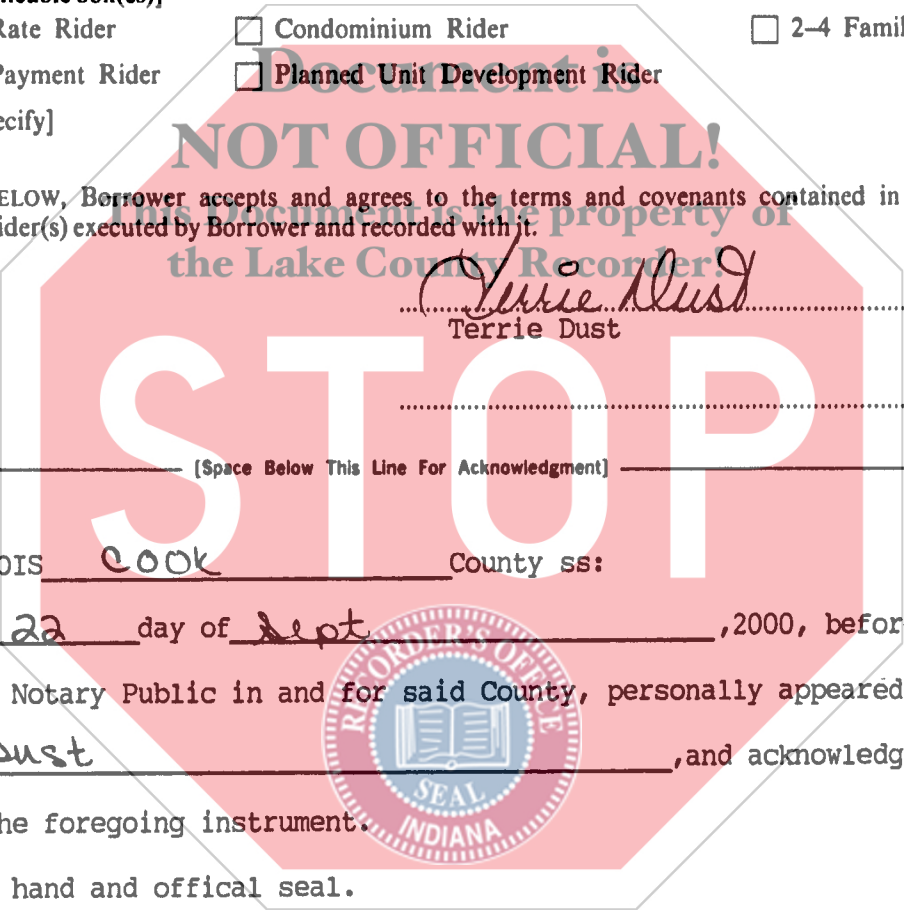 Rate Rider ☐ Condominium Rider ☐ 2–4 Famil
Payment Rider ☐ Planned Unit Development Rider
ecify]
Document is
NOT OFFICIAL!
ELOW, Borrower accepts and agrees to the terms and covenants contained in
ider(s) executed by Borrower and recorded with it.
This Document is the property of
the Lake County Recorder!
Terrie Dust
Terrie Dust
STOP
[Space Below This Line For Acknowledgment]
OIS Cook County ss:
22 day of Sept ,2000, befor
Notary Public in and for said County, personally appeared
Dust ,and acknowledg
he foregoing instrument.
hand and offical seal.
RECORDER'S OFFICE
SEAL
INDIANA